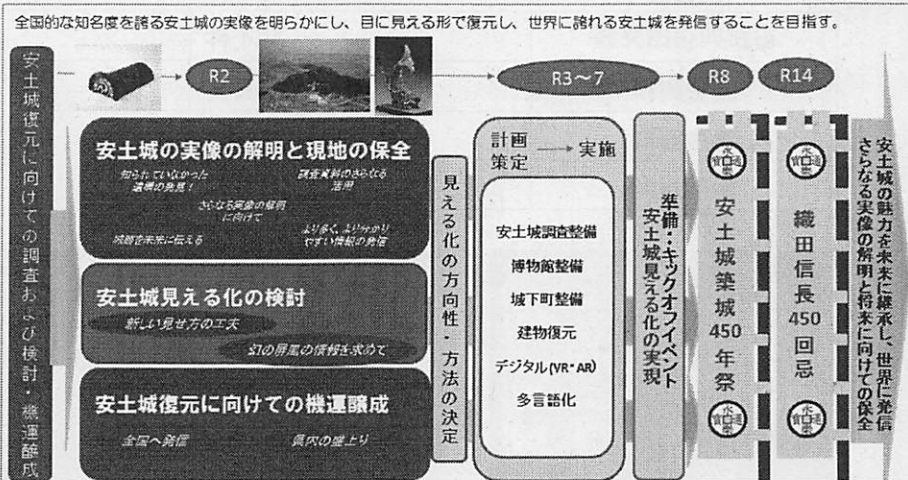 全国的な知名度を誇る安土城の実像を明らかにし、目に見える形で復元し、世界に誇れる安土城を発信することを目指す。
安土城復元に向けての調査および検討・機運醸成
R2
R3～7
R8
R14
安土城の実像の解明と現地の保全
知られていなかった
遺構の発見！
調査資料のさらなる
活用
さらなる実像の解明
に向けて
城跡を未来に伝える
より多く、より分かり
やすい情報の発信
安土城見える化の検討
新しい見せ方の工夫
幻の屏風の情報を求めて
安土城復元に向けての機運醸成
全国へ発信
県内の盛上り
見える化の方向性・方法の決定
計画
策定
実施
安土城調査整備
博物館整備
城下町整備
建物復元
デジタル(VR・AR)
多言語化
準備・キックオフイベント
安土城見える化の実現
永楽通宝
安土城築城450年祭
永楽通宝
永楽通宝
織田信長450回忌
永楽通宝
安土城の魅力を未来に継承し、世界に発信
さらなる実像の解明と将来に向けての保全